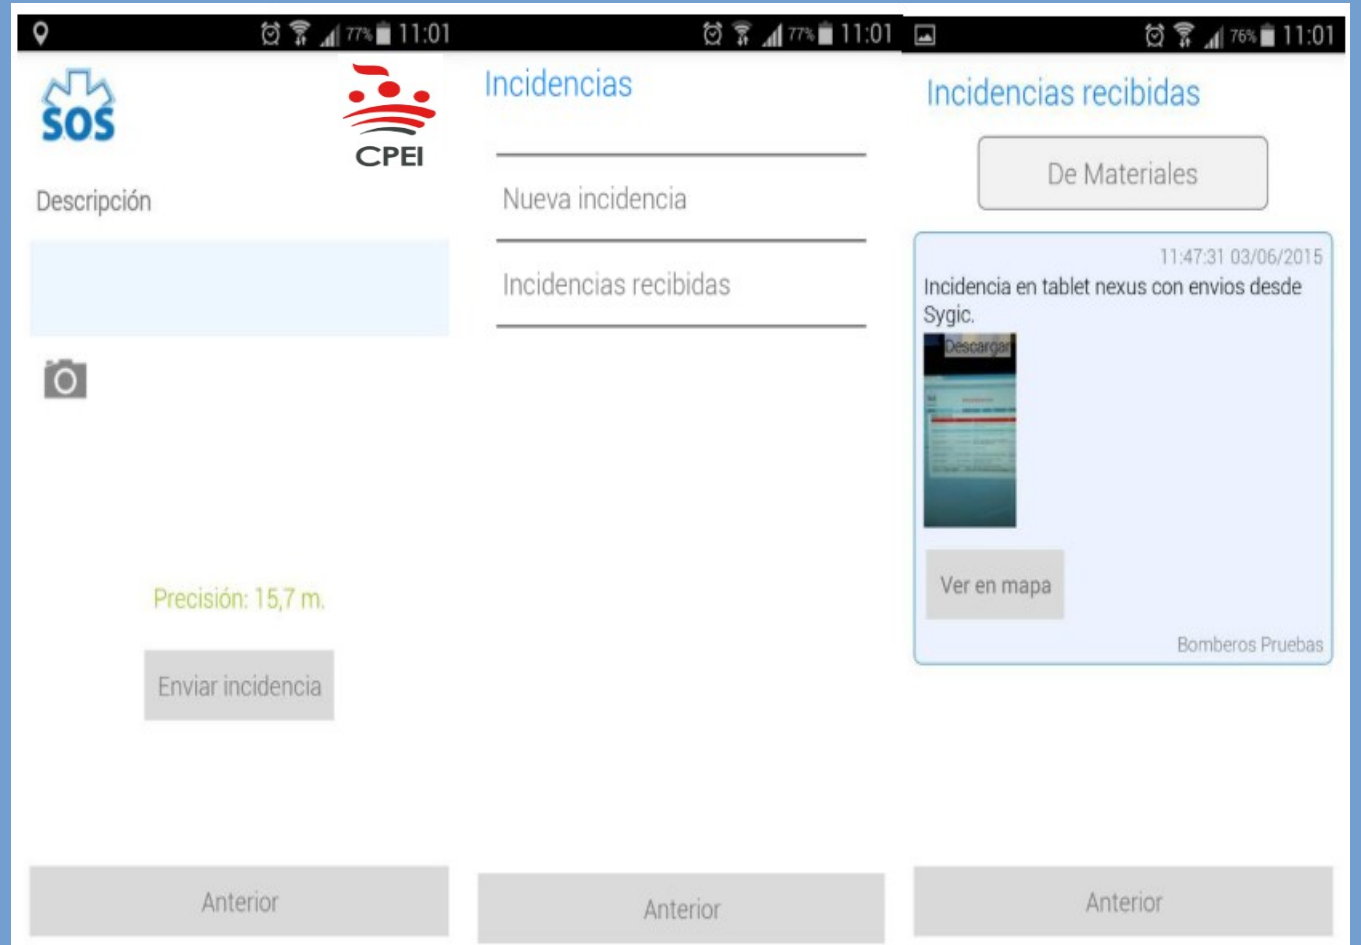 77% 11:01
SOS
CPEI
Descripción
Precisión: 15,7 m.
Enviar incidencia
Anterior
77% 11:01
Incidencias
Nueva incidencia
Incidencias recibidas
Anterior
76% 11:01
Incidencias recibidas
De Materiales
11:47:31 03/06/2015
Incidencia en tablet nexus con envios desde
Sygic.
Descargar
Ver en mapa
Bomberos Pruebas
Anterior